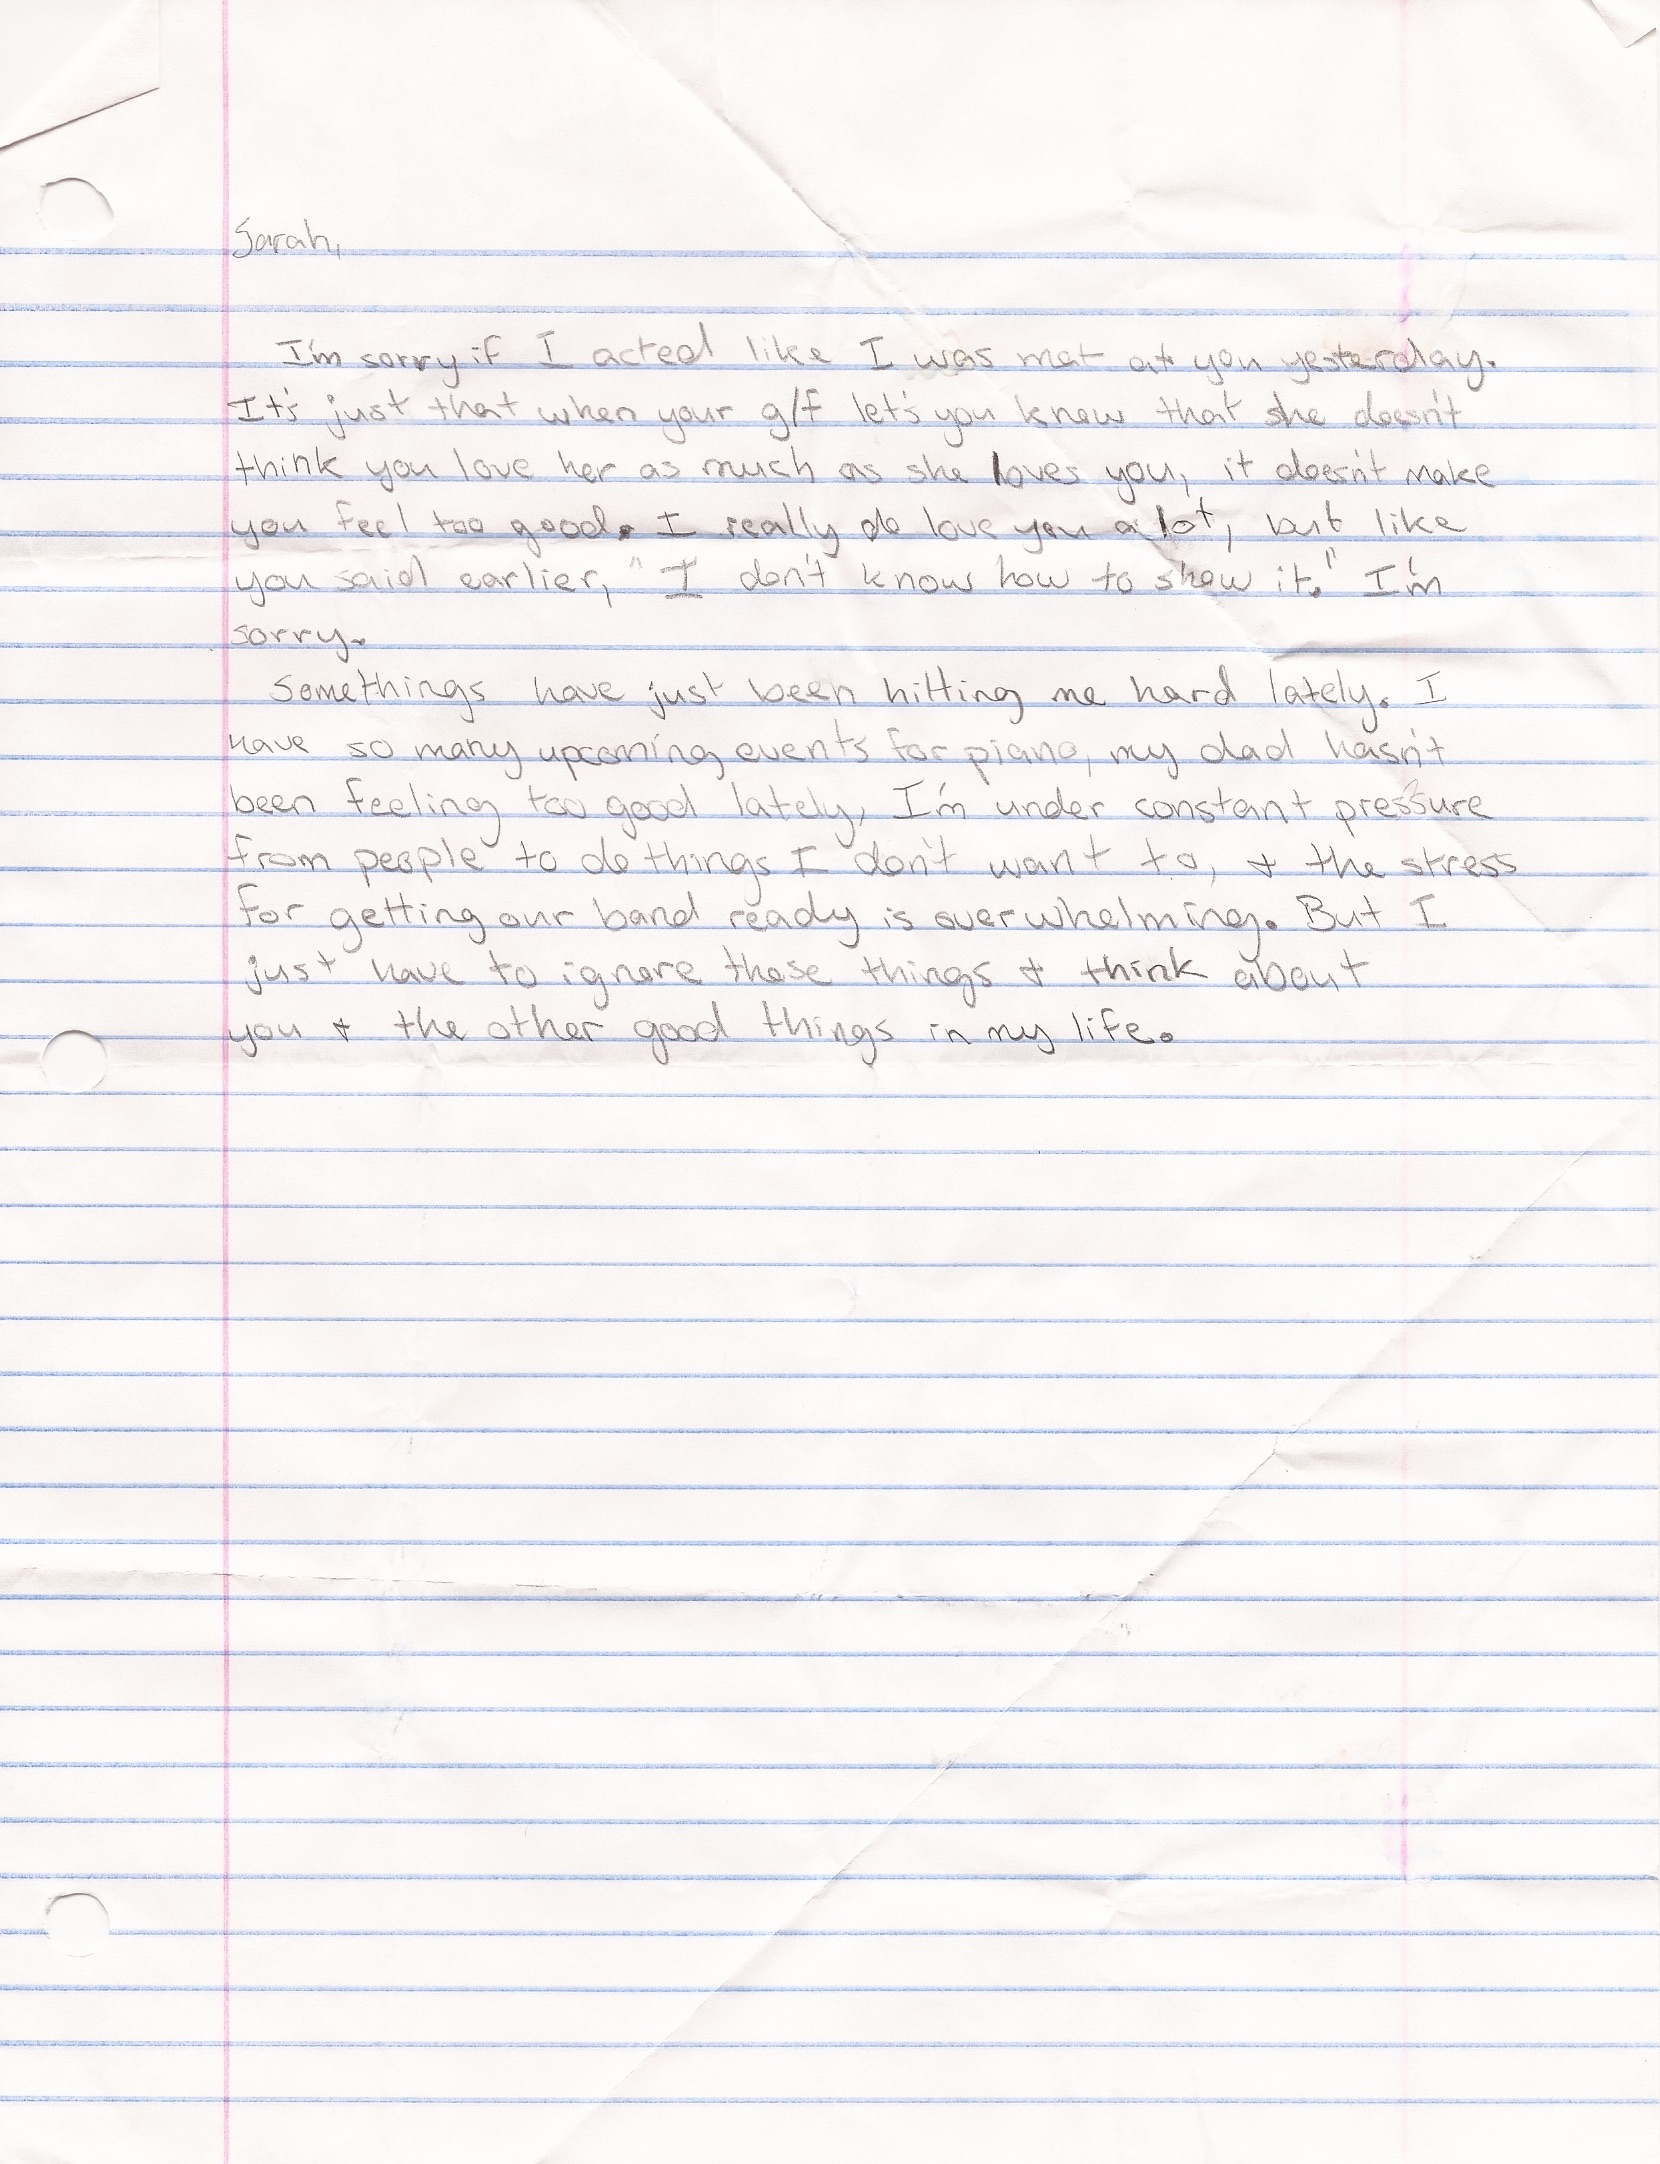 Sarah,
I'm sorry if I acted like I was mat at you yesterday.
It's just that when your g/f let's you know that she doesn't
think you love her as much as she loves you, it doesn't make
you feel too good. I really do love you a lot, but like
you said earlier, "I don't know how to show it." I'm
sorry.
Somethings have just been hitting me hard lately. I
have so many upcoming events for piano, my dad hasn't
been feeling too good lately, I'm under constant pressure
from people to do things I don't want to, & the stress
for getting our band ready is overwhelming. But I
just have to ignore those things & think about
you & the other good things in my life.